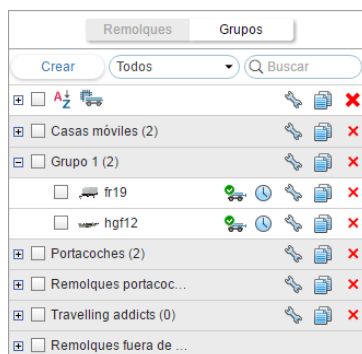 Remolques Grupos
Crear Todos Buscar
AZ
Casas móviles (2)
Grupo 1 (2)
fr19
hgf12
Portacoches (2)
Remolques portacoc...
Travelling addicts (0)
Remolques fuera de ...